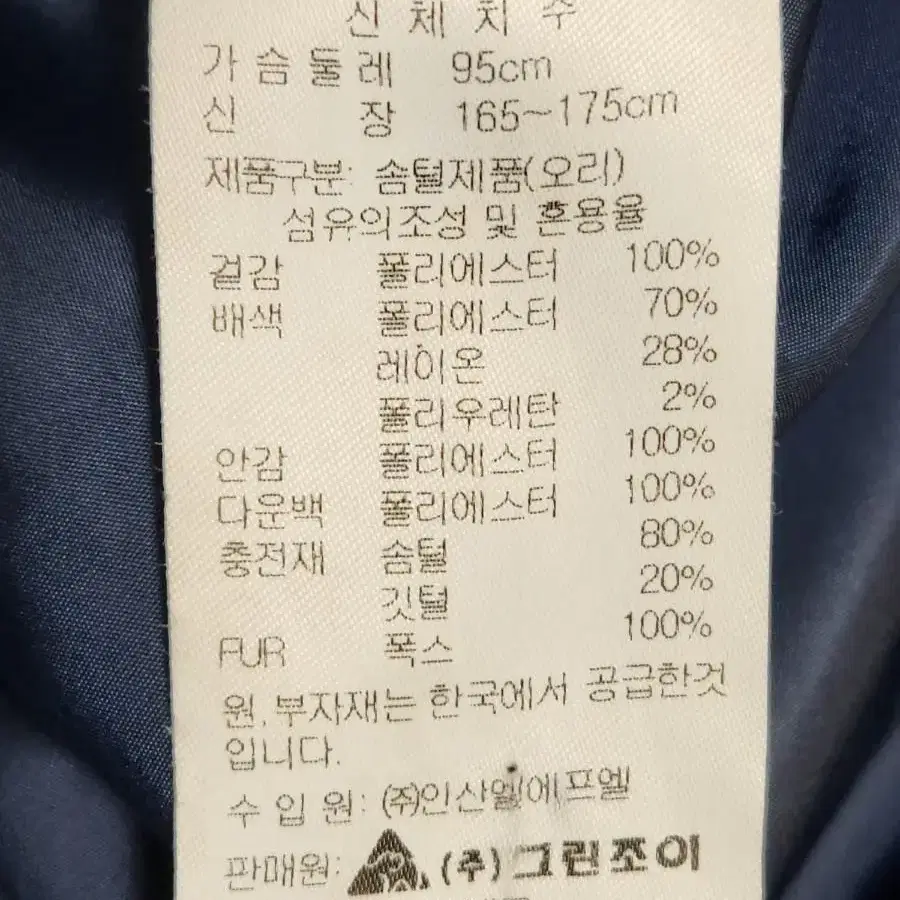 신체치수
가슴둘레 95cm
신 장 165~175cm
제품구분: 솜털제품(오리)
섬유의조성 및 혼용율
겉감 폴리에스터 100%
배색 폴리에스터 70%
레이온 28%
폴리우레탄 2%
안감 폴리에스터 100%
다운백 폴리에스터 100%
충전재 솜털 80%
깃털 20%
FUR 폭스 100%
원,부자재는 한국에서 공급한것
입니다.
수입원: (주)인산엘에프엘
판매원: (주)그린조이